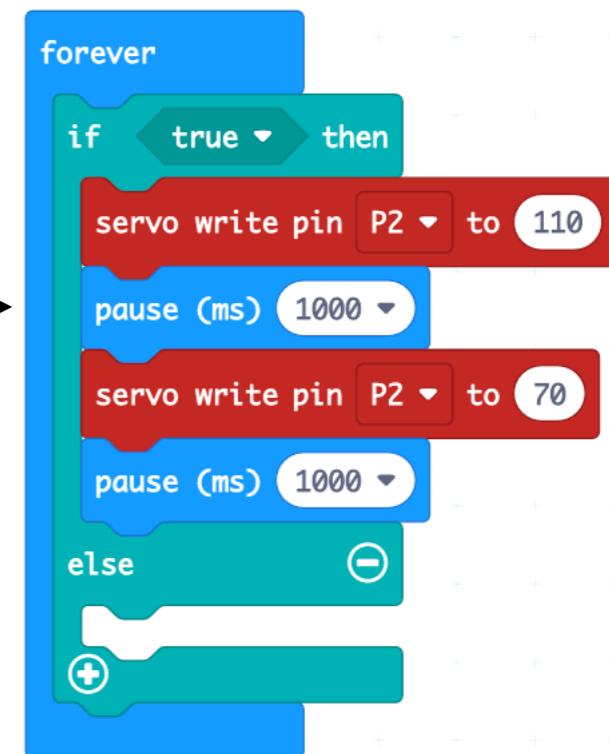 forever
if true then
servo write pin P2 to 110
pause (ms) 1000
servo write pin P2 to 70
pause (ms) 1000
else